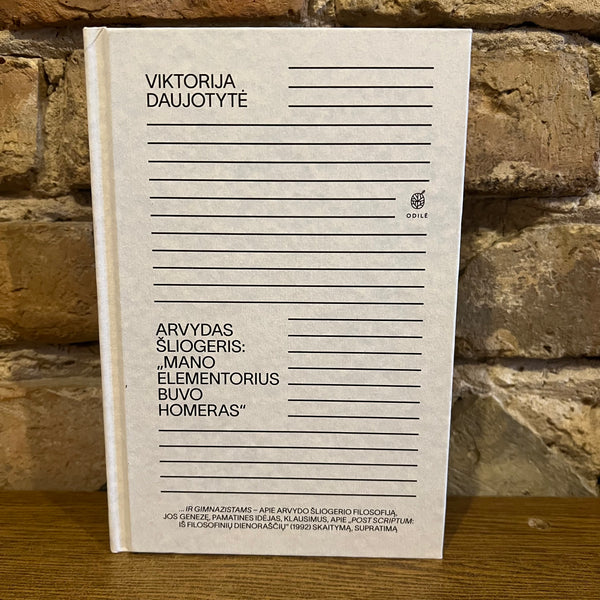 VIKTORIJA
DAUJOTYTĖ
ODILĖ
ARVYDAS
ŠLIOGERIS:
„MANO
ELEMENTORIUS
BUVO
HOMERAS“
... IR GIMNAZISTAMS – APIE ARVYDO ŠLIOGERIO FILOSOFIJĄ,
JOS GENEZĘ, PAMATINES IDĖJAS, KLAUSIMUS, APIE „POST SCRIPTUM:
IŠ FILOSOFINIŲ DIENORAŠČIŲ“ (1992) SKAITYMĄ, SUPRATIMĄ